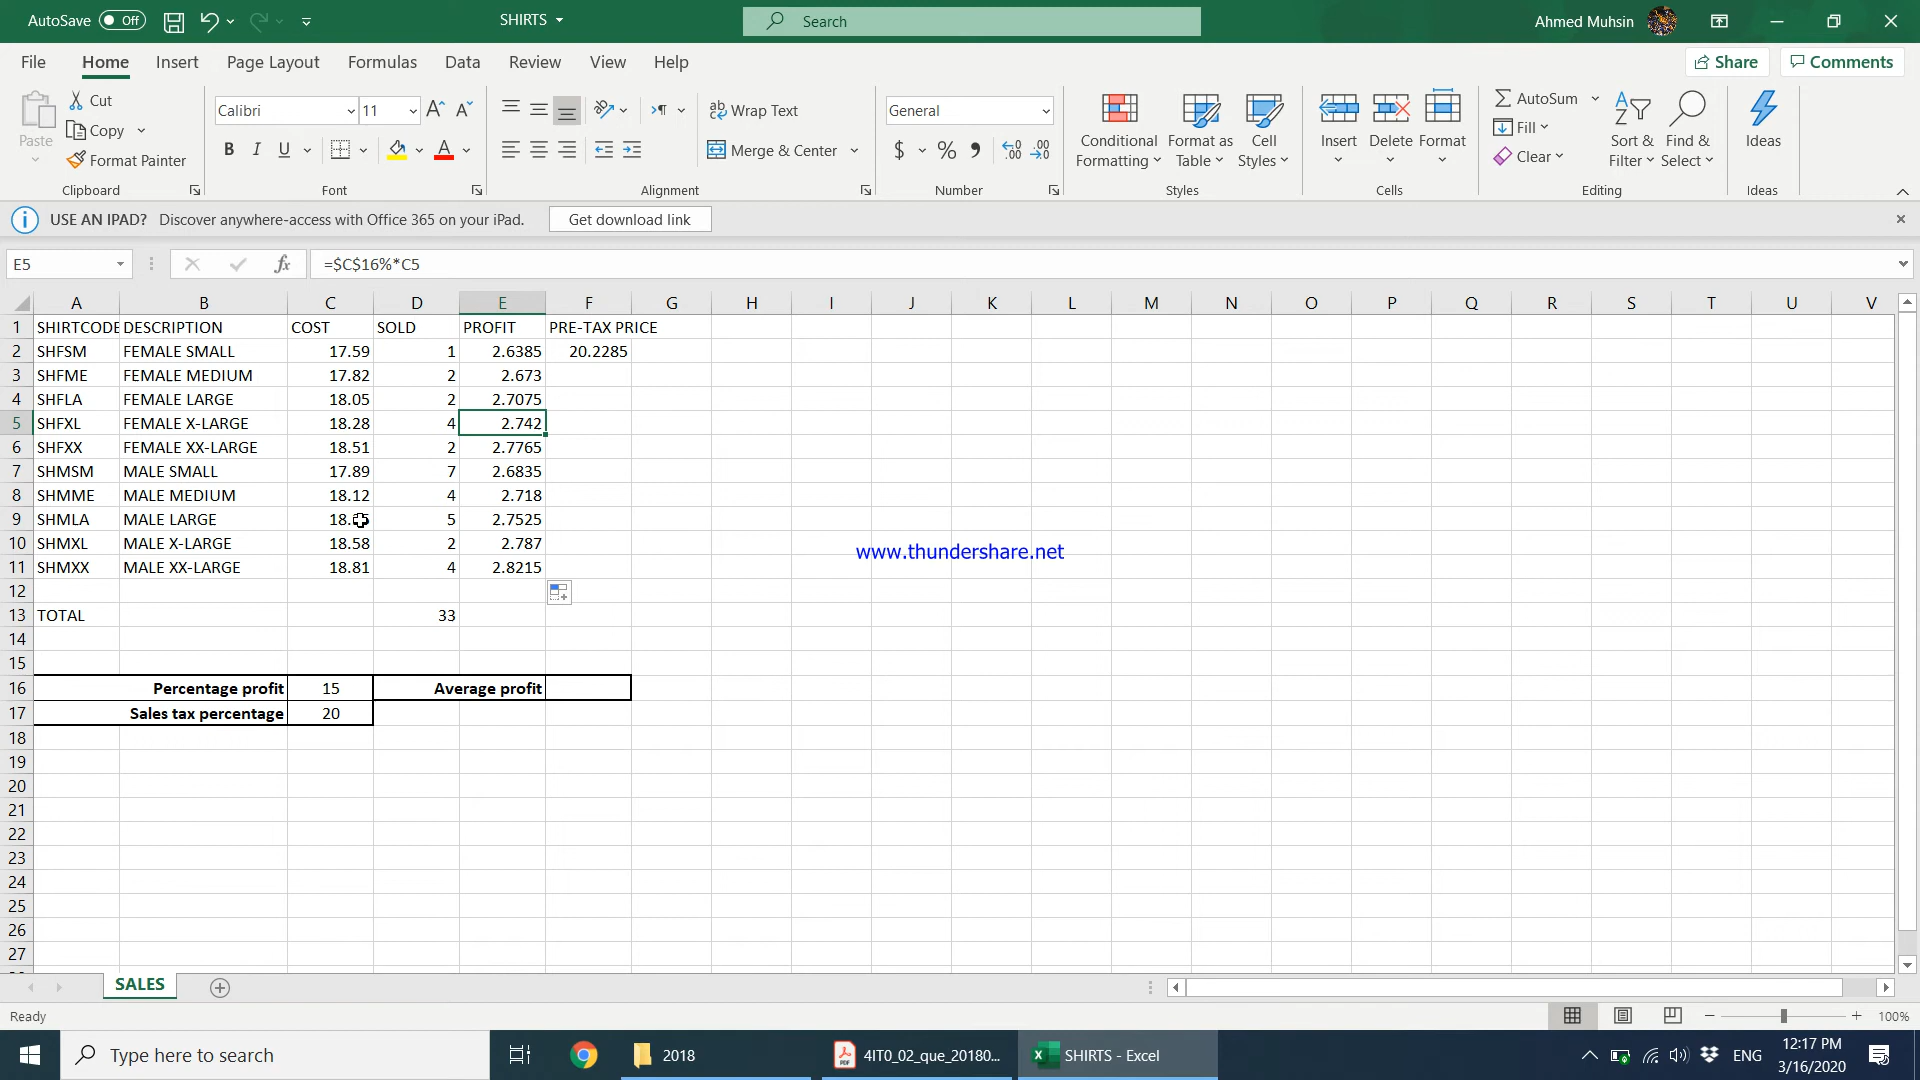 AutoSave Off SHIRTS Search Ahmed Muhsin
File Home Insert Page Layout Formulas Data Review View Help Share Comments
Paste Cut Copy Format Painter Clipboard
Calibri 11 B I U A Font
Wrap Text Merge & Center Alignment
General $ % Number
Conditional Formatting Format as Table Cell Styles Styles
Insert Delete Format Cells
AutoSum Fill Clear Sort & Filter Find & Select Editing
Ideas Ideas
USE AN IPAD? Discover anywhere-access with Office 365 on your iPad. Get download link
E5 fx =$C$16%*C5
A B C D E F G H I J K L M N O P Q R S T U V
1 SHIRTCODE DESCRIPTION COST SOLD PROFIT PRE-TAX PRICE
2 SHFSM FEMALE SMALL 17.59 1 2.6385 20.2285
3 SHFME FEMALE MEDIUM 17.82 2 2.673
4 SHFLA FEMALE LARGE 18.05 2 2.7075
5 SHFXL FEMALE X-LARGE 18.28 4 2.742
6 SHFXX FEMALE XX-LARGE 18.51 2 2.7765
7 SHMSM MALE SMALL 17.89 7 2.6835
8 SHMME MALE MEDIUM 18.12 4 2.718
9 SHMLA MALE LARGE 5 2.7525
10 SHMXL MALE X-LARGE 18.58 2 2.787
www.thundershare.net
11 SHMXX MALE XX-LARGE 18.81 4 2.8215
12
13 TOTAL 33
14
15
16 Percentage profit 15 Average profit
17 Sales tax percentage 20
18
19
20
21
22
23
24
25
26
27
SALES
Ready 100%
Type here to search 2018 4IT0_02_que_20180... SHIRTS - Excel ENG 12:17 PM
3/16/2020